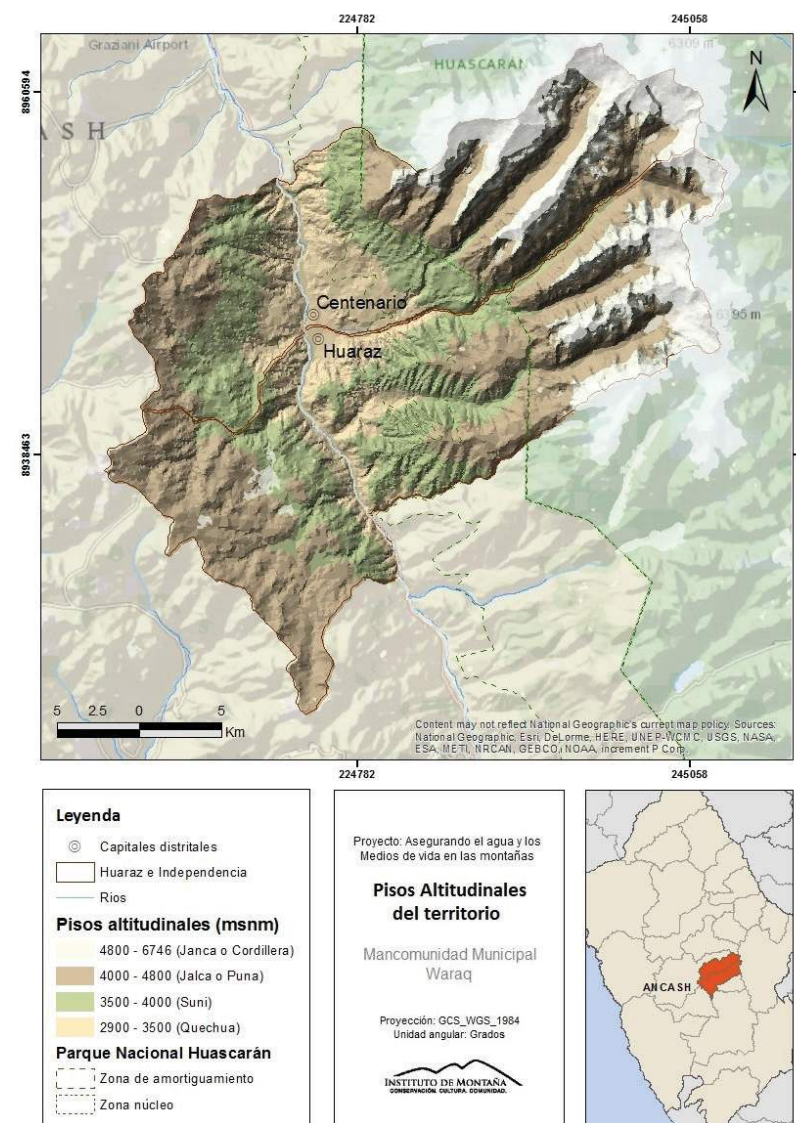 224782
245058
8960594
Graziani Airport
ASH
HUASCARÁN
6309 m
N
Centenario
Huaraz
6395 m
8938463
5 2.5 0 5
Km
Content may not reflect National Geographic's current map policy. Sources:
National Geographic, Esri, DeLorme, HERE, UNEP-WCMC, USGS, NASA,
ESA, METI, NRCAN, GEBCO, NOAA, increment P Corp.
224782
245058
Leyenda
Capitales distritales
Huaraz e Independencia
Rios
Pisos altitudinales (msnm)
4800 - 6746 (Janca o Cordillera)
4000 - 4800 (Jalca o Puna)
3500 - 4000 (Suni)
2900 - 3500 (Quechua)
Parque Nacional Huascarán
Zona de amortiguamiento
Zona núcleo
Proyecto: Asegurando el agua y los
Medios de vida en las montañas
Pisos Altitudinales
del territorio
Mancomunidad Municipal
Waraq
Proyección: GCS_WGS_1984
Unidad angular: Grados
INSTITUTO DE MONTAÑA
CONSERVACIÓN. CULTURA. COMUNIDAD.
ANCASH